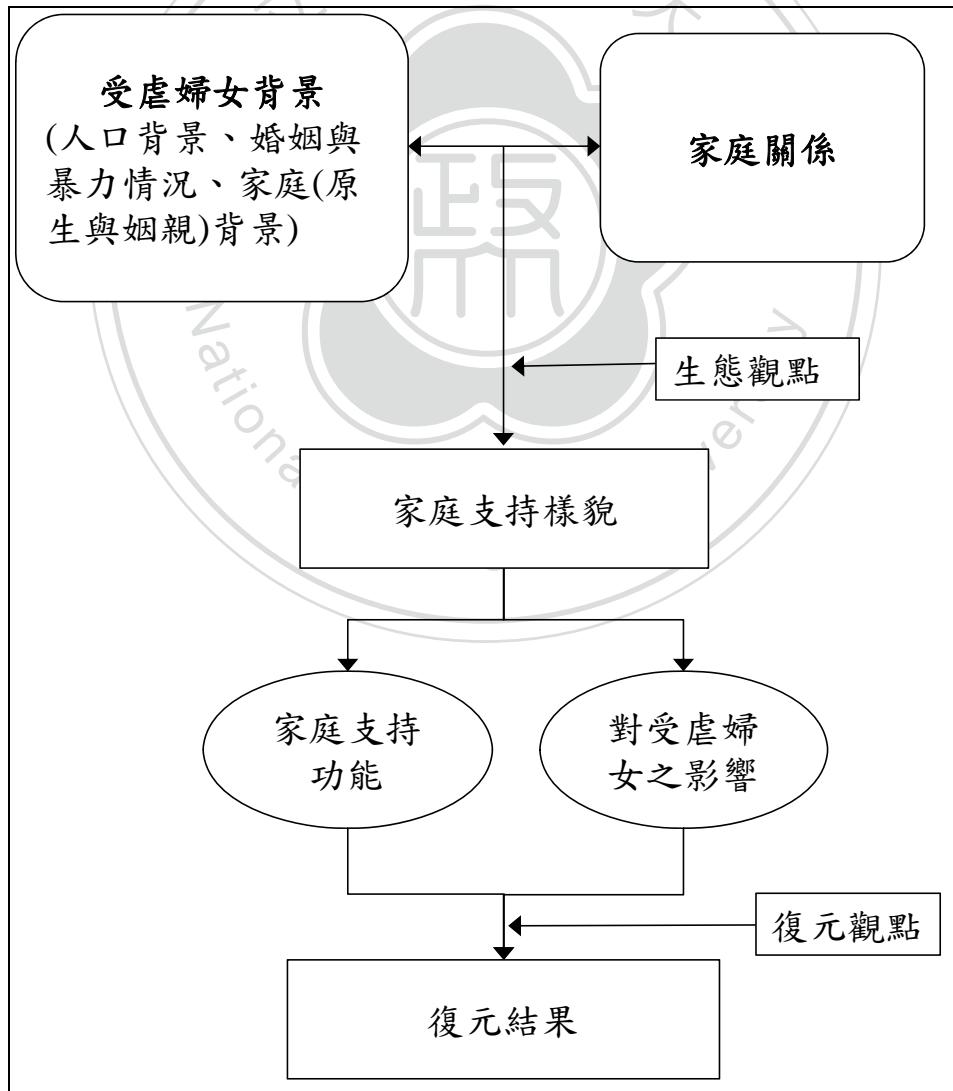 受虐婦女背景
(人口背景、婚姻與
暴力情況、家庭(原
生與姻親)背景)
家庭關係
政
National
versity
生態觀點
家庭支持樣貌
家庭支持
功能
對受虐婦
女之影響
復元觀點
復元結果